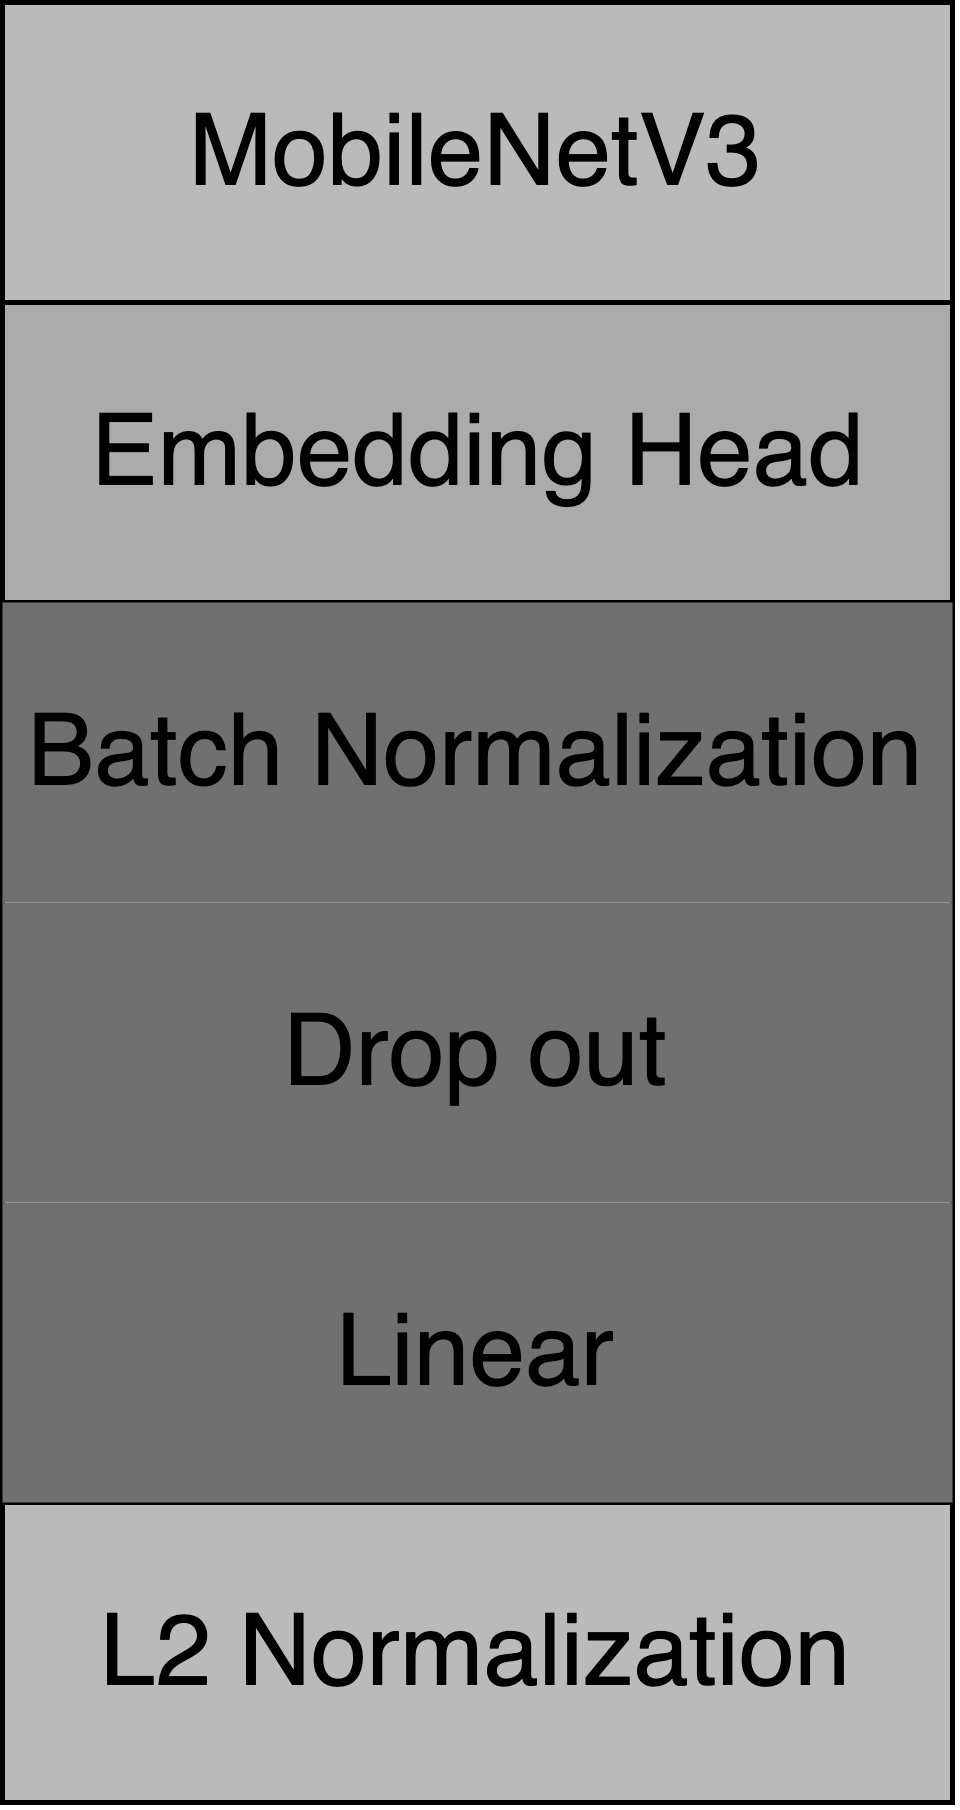 MobileNetV3
Embedding Head
Batch Normalization
Drop out
Linear
L2 Normalization